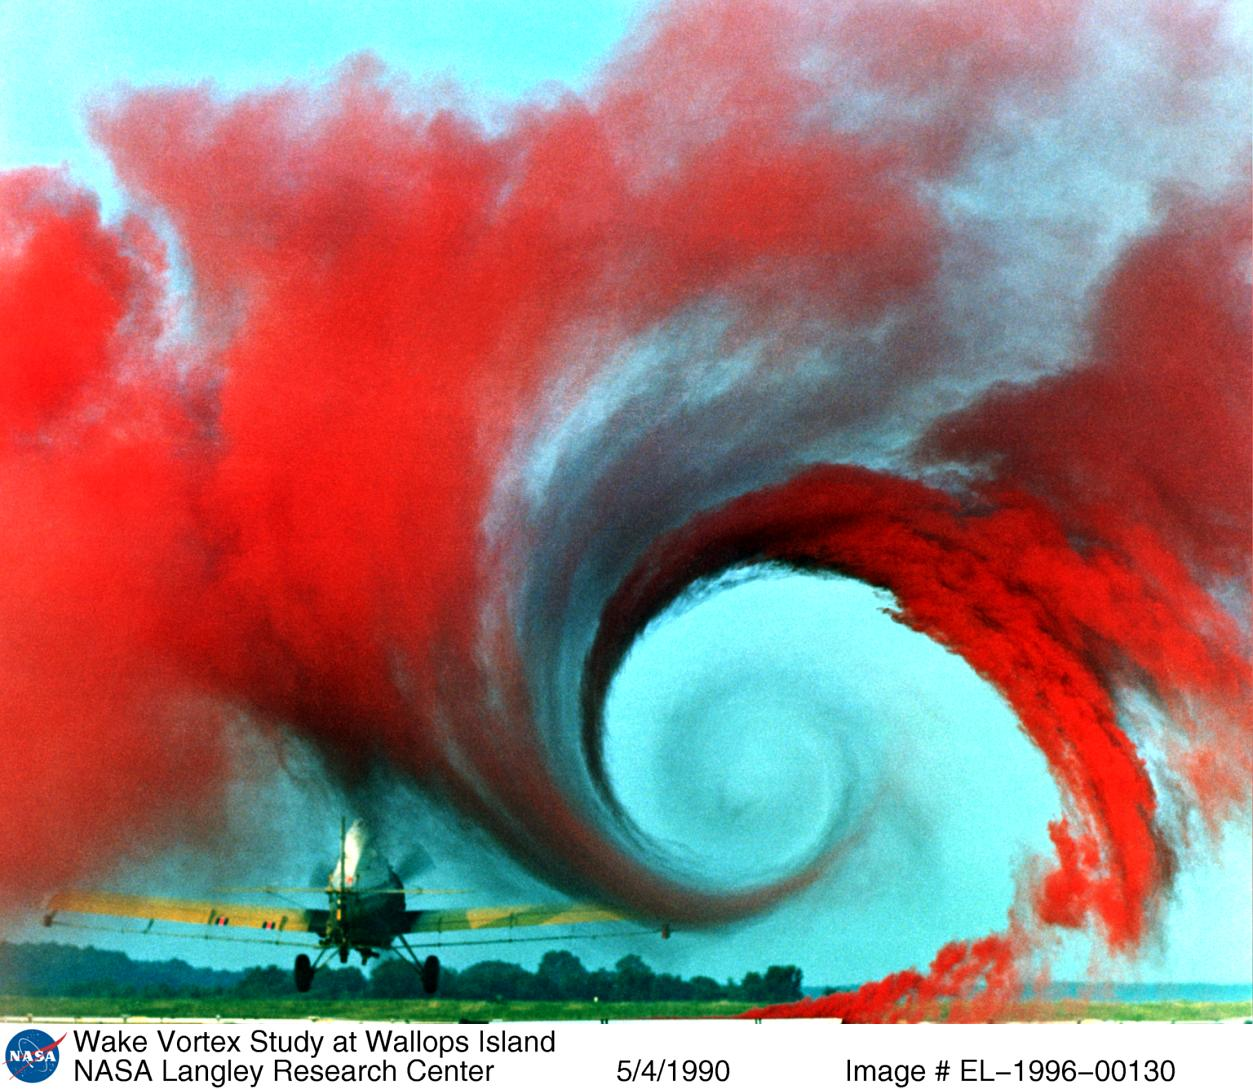 NASA
Wake Vortex Study at Wallops Island
NASA Langley Research Center 5/4/1990 Image # EL−1996−00130